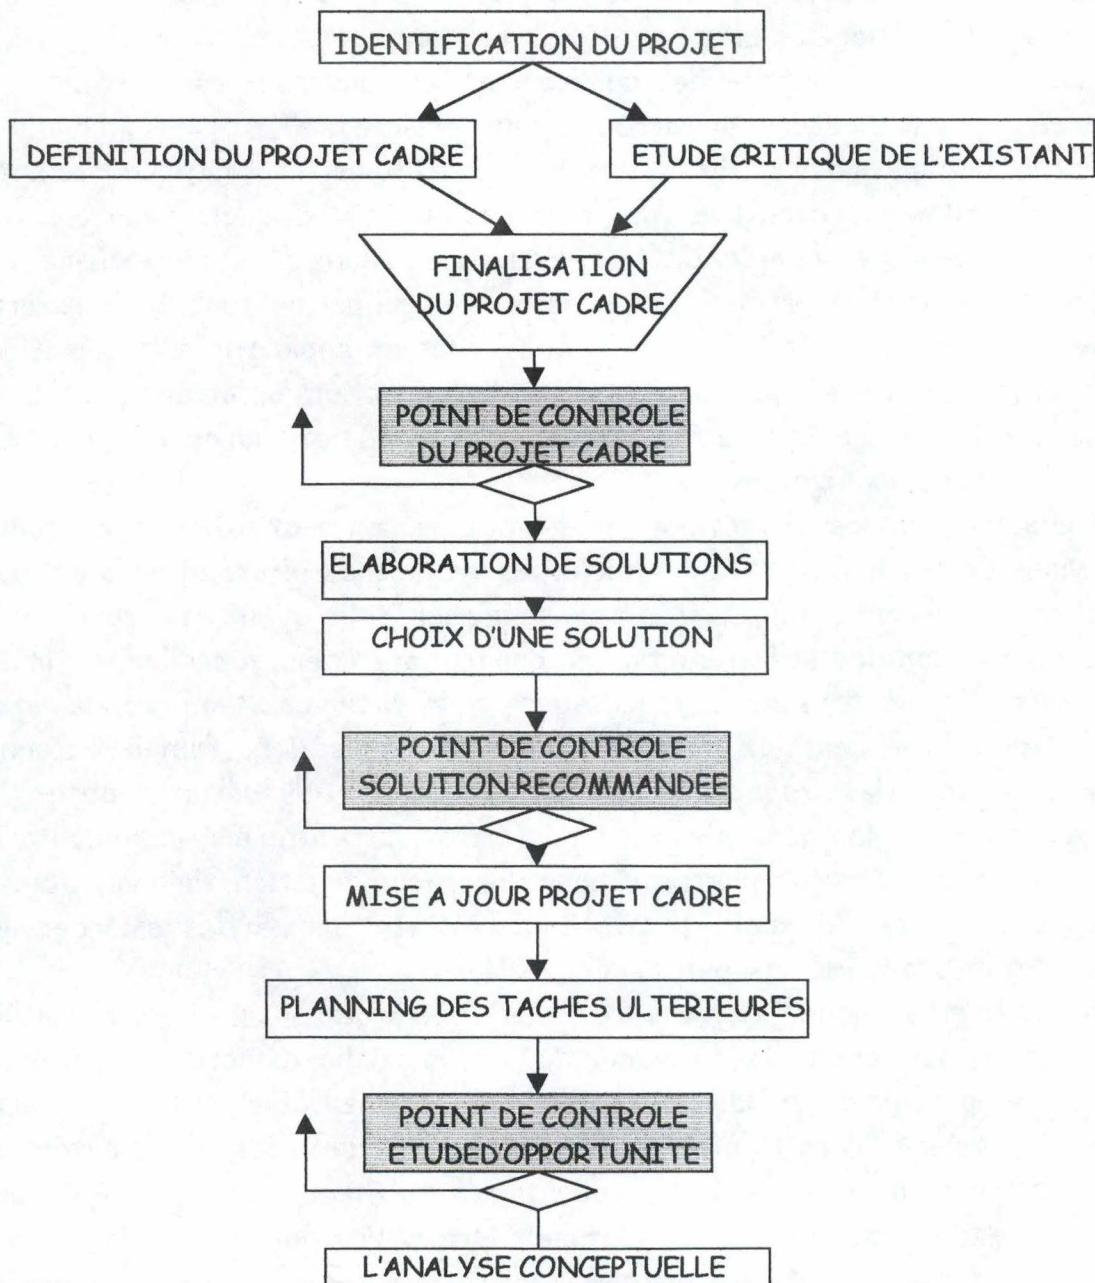 IDENTIFICATION DU PROJET
DEFINITION DU PROJET CADRE
ETUDE CRITIQUE DE L'EXISTANT
FINALISATION
DU PROJET CADRE
POINT DE CONTROLE
DU PROJET CADRE
ELABORATION DE SOLUTIONS
CHOIX D'UNE SOLUTION
POINT DE CONTROLE
SOLUTION RECOMMANDEE
MISE A JOUR PROJET CADRE
PLANNING DES TACHES ULTERIEURES
POINT DE CONTROLE
ETUDED'OPPORTUNITE
L'ANALYSE CONCEPTUELLE